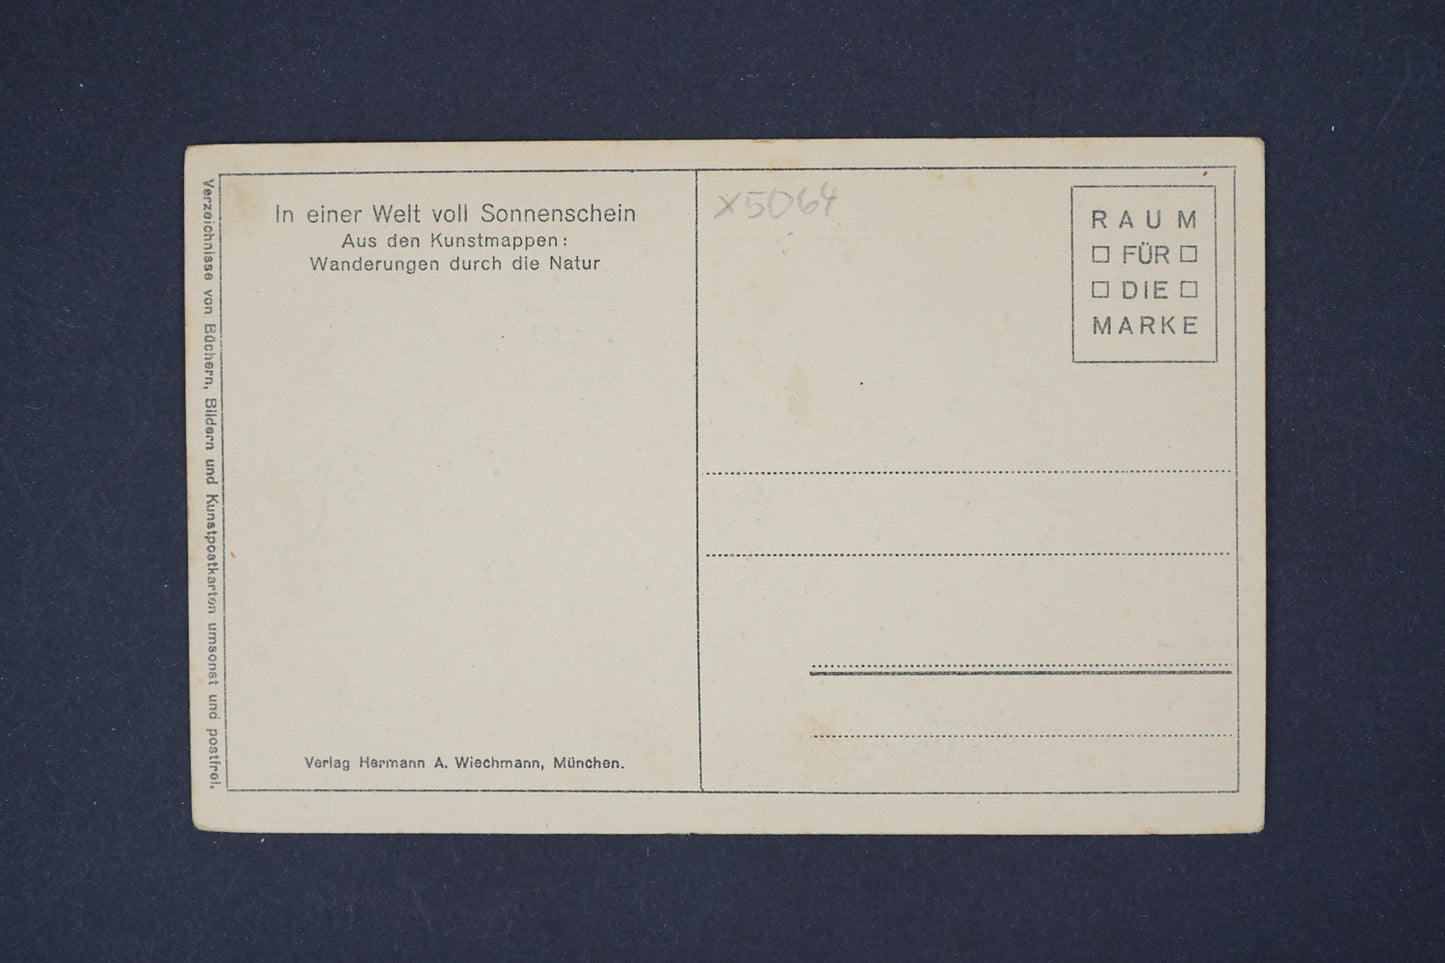 In einer Welt voll Sonnenschein
Aus den Kunstmappen:
Wanderungen durch die Natur
Verlag Hermann A. Wiechmann, München.
Verzeichnisse von Büchern, Bildern und Kunstpostkarten umsonst und postfrei.
X5064
RAUM
□ FÜR □
□ DIE □
MARKE